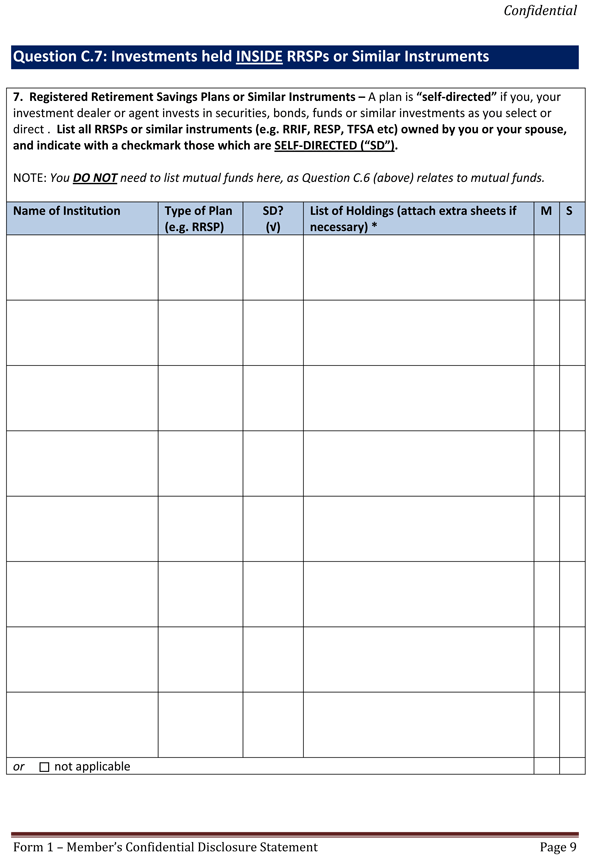 Confidential
Question C.7: Investments held INSIDE RRSPs or Similar Instruments
7. Registered Retirement Savings Plans or Similar Instruments – A plan is “self-directed” if you, your
investment dealer or agent invests in securities, bonds, funds or similar investments as you select or
direct . List all RRSPs or similar instruments (e.g. RRIF, RESP, TFSA etc) owned by you or your spouse,
and indicate with a checkmark those which are SELF-DIRECTED (“SD”).
NOTE: You DO NOT need to list mutual funds here, as Question C.6 (above) relates to mutual funds.
Name of Institution Type of Plan SD? List of Holdings (attach extra sheets if M S
(e.g. RRSP) (√) necessary) *
or □ not applicable
Form 1 – Member’s Confidential Disclosure Statement Page 9